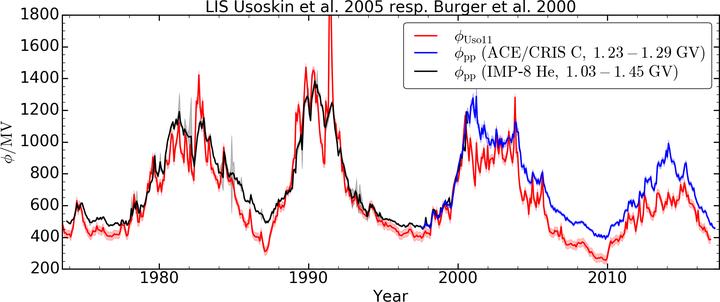 LIS Usoskin et al. 2005 resp. Burger et al. 2000
1800
1600
1400
1200
1000
800
600
400
200
ϕ/MV
ϕUso11
ϕpp (ACE/CRIS C, 1.23 − 1.29 GV)
ϕpp (IMP-8 He, 1.03 − 1.45 GV)
1980
1990
2000
2010
Year